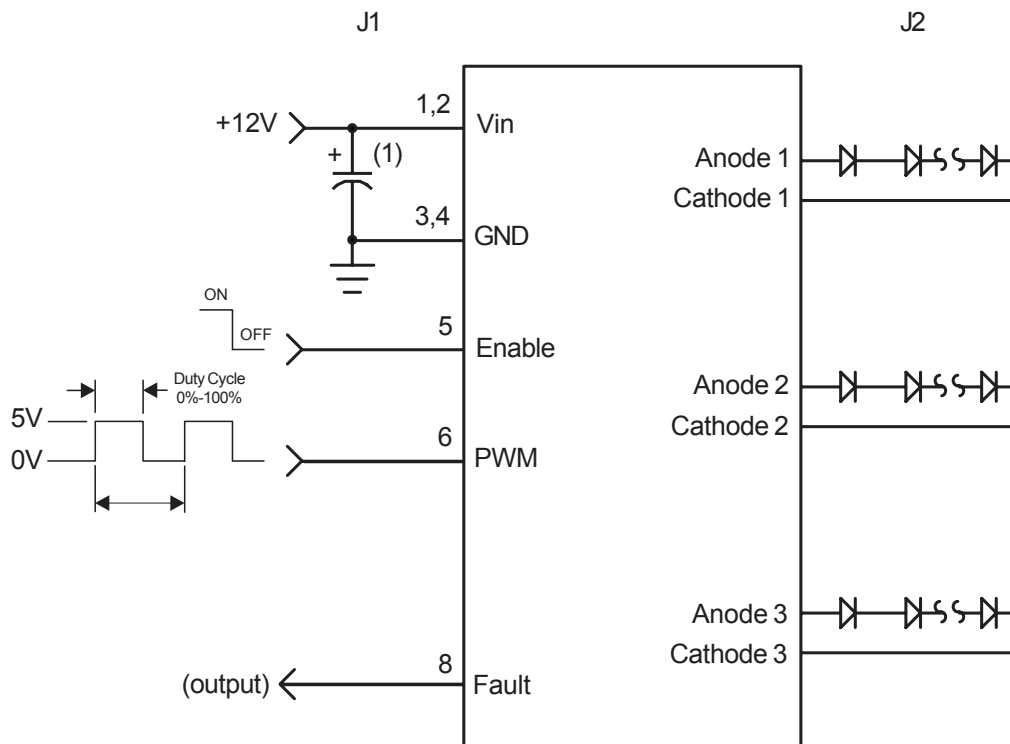 J1
J2
1,2
+12V
Vin
+
(1)
Anode 1
Cathode 1
3,4
GND
ON
OFF
5
Enable
Duty Cycle
0%-100%
Anode 2
5V
Cathode 2
6
0V
PWM
Anode 3
Cathode 3
8
(output)
Fault